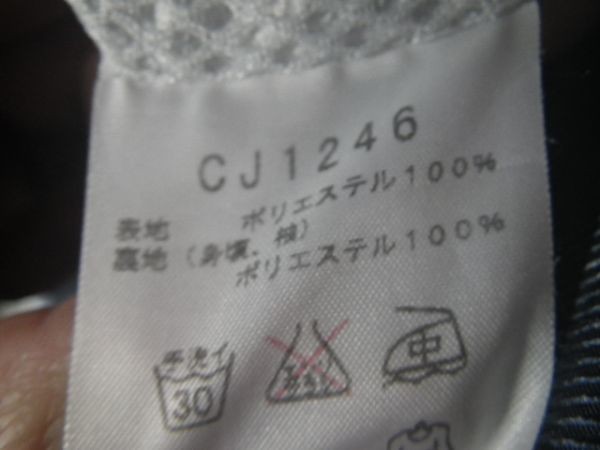 CJ1246
表地 ポリエステル100%
裏地(身頃、袖)
ポリエステル100%
手洗イ
30
エンソサラシ
中